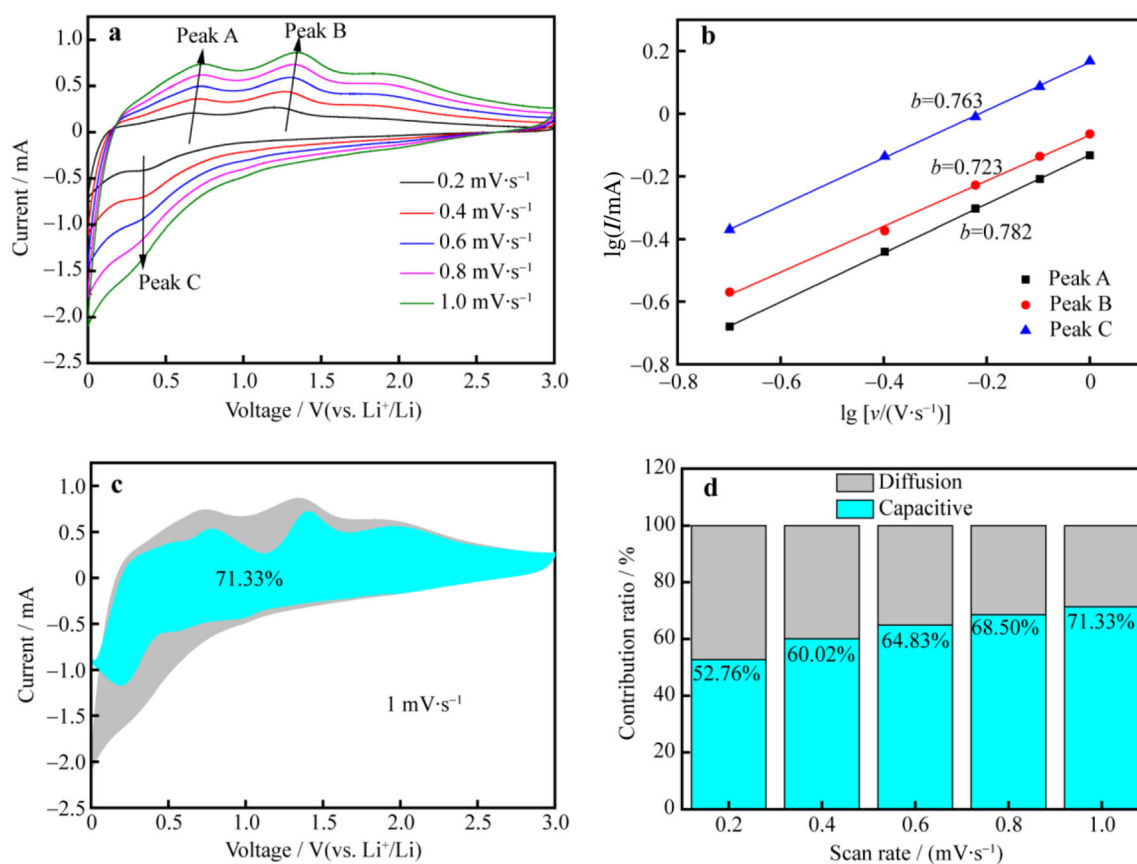 a
Peak A
Peak B
Peak C
0.2 mV·s⁻¹
0.4 mV·s⁻¹
0.6 mV·s⁻¹
0.8 mV·s⁻¹
1.0 mV·s⁻¹
1.0
0.5
0
−0.5
−1.0
−1.5
−2.0
−2.5
Current / mA
0 0.5 1.0 1.5 2.0 2.5 3.0
Voltage / V(vs. Li⁺/Li)
b
b=0.763
b=0.723
b=0.782
Peak A
Peak B
Peak C
0.2
0
−0.2
−0.4
−0.6
−0.8
lg(I/mA)
−0.8 −0.6 −0.4 −0.2 0
lg [v/(V·s⁻¹)]
c
71.33%
1 mV·s⁻¹
1.0
0.5
0
−0.5
−1.0
−1.5
−2.0
−2.5
Current / mA
0 0.5 1.0 1.5 2.0 2.5 3.0
Voltage / V(vs. Li⁺/Li)
d
Diffusion
Capacitive
52.76% 60.02% 64.83% 68.50% 71.33%
120
100
80
60
40
20
0
Contribution ratio / %
0.2 0.4 0.6 0.8 1.0
Scan rate / (mV·s⁻¹)